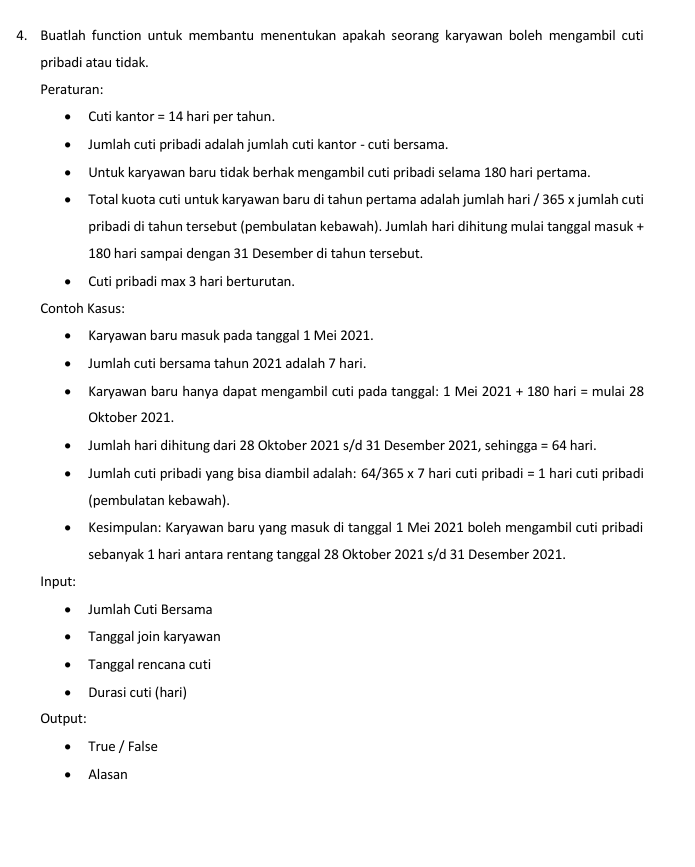 4. Buatlah function untuk membantu menentukan apakah seorang karyawan boleh mengambil cuti
pribadi atau tidak.
Peraturan:
• Cuti kantor = 14 hari per tahun.
• Jumlah cuti pribadi adalah jumlah cuti kantor - cuti bersama.
• Untuk karyawan baru tidak berhak mengambil cuti pribadi selama 180 hari pertama.
• Total kuota cuti untuk karyawan baru di tahun pertama adalah jumlah hari / 365 x jumlah cuti
pribadi di tahun tersebut (pembulatan kebawah). Jumlah hari dihitung mulai tanggal masuk +
180 hari sampai dengan 31 Desember di tahun tersebut.
• Cuti pribadi max 3 hari berturutan.
Contoh Kasus:
• Karyawan baru masuk pada tanggal 1 Mei 2021.
• Jumlah cuti bersama tahun 2021 adalah 7 hari.
• Karyawan baru hanya dapat mengambil cuti pada tanggal: 1 Mei 2021 + 180 hari = mulai 28
Oktober 2021.
• Jumlah hari dihitung dari 28 Oktober 2021 s/d 31 Desember 2021, sehingga = 64 hari.
• Jumlah cuti pribadi yang bisa diambil adalah: 64/365 x 7 hari cuti pribadi = 1 hari cuti pribadi
(pembulatan kebawah).
• Kesimpulan: Karyawan baru yang masuk di tanggal 1 Mei 2021 boleh mengambil cuti pribadi
sebanyak 1 hari antara rentang tanggal 28 Oktober 2021 s/d 31 Desember 2021.
Input:
• Jumlah Cuti Bersama
• Tanggal join karyawan
• Tanggal rencana cuti
• Durasi cuti (hari)
Output:
• True / False
• Alasan